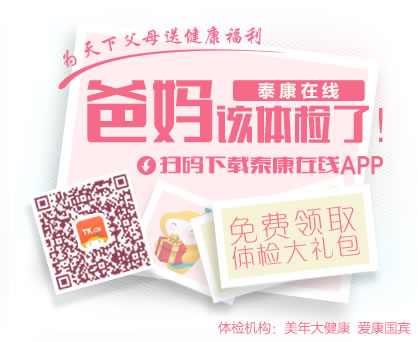 为天下父母送健康福利
泰康在线
爸妈该体检了!
扫码下载泰康在线APP
TK.CN
免费领取
体检大礼包
体检机构：美年大健康 爱康国宾